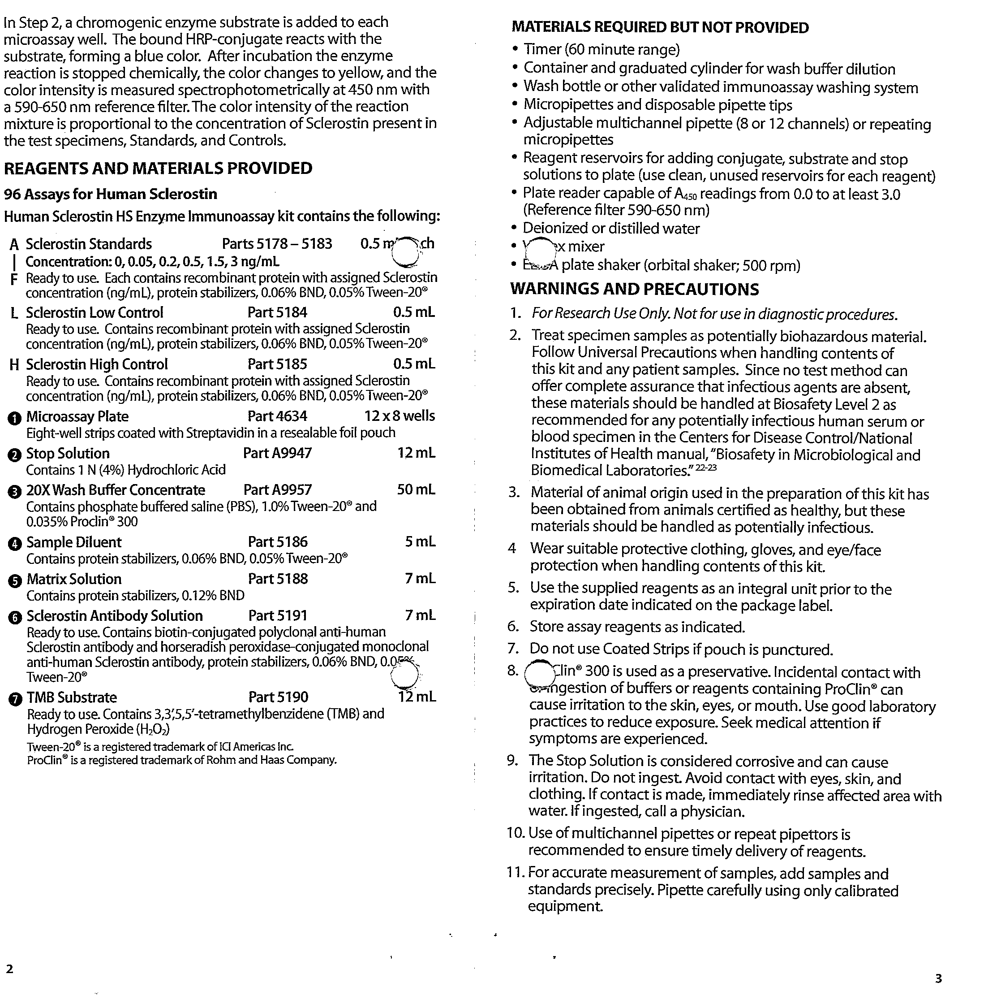 In Step 2, a chromogenic enzyme substrate is added to each
microassay well. The bound HRP-conjugate reacts with the
substrate, forming a blue color. After incubation the enzyme
reaction is stopped chemically, the color changes to yellow, and the
color intensity is measured spectrophotometrically at 450 nm with
a 590-650 nm reference filter. The color intensity of the reaction
mixture is proportional to the concentration of Sclerostin present in
the test specimens, Standards, and Controls.
REAGENTS AND MATERIALS PROVIDED
96 Assays for Human Sclerostin
Human Sclerostin HS Enzyme Immunoassay kit contains the following:
A Sclerostin Standards Parts 5178 – 5183 0.5
| Concentration: 0, 0.05, 0.2, 0.5, 1.5, 3 ng/mL
F Ready to use. Each contains recombinant protein with assigned Sclerostin
concentration (ng/mL), protein stabilizers, 0.06% BND, 0.05% Tween-20®
L Sclerostin Low Control Part 5184 0.5 mL
Ready to use. Contains recombinant protein with assigned Sclerostin
concentration (ng/mL), protein stabilizers, 0.06% BND, 0.05% Tween-20®
H Sclerostin High Control Part 5185 0.5 mL
Ready to use. Contains recombinant protein with assigned Sclerostin
concentration (ng/mL), protein stabilizers, 0.06% BND, 0.05% Tween-20®
❶ Microassay Plate Part 4634 12 x 8 wells
Eight-well strips coated with Streptavidin in a resealable foil pouch
❷ Stop Solution Part A9947 12 mL
Contains 1 N (4%) Hydrochloric Acid
❸ 20X Wash Buffer Concentrate Part A9957 50 mL
Contains phosphate buffered saline (PBS), 1.0% Tween-20® and
0.035% Proclin® 300
❹ Sample Diluent Part 5186 5 mL
Contains protein stabilizers, 0.06% BND, 0.05% Tween-20®
❺ Matrix Solution Part 5188 7 mL
Contains protein stabilizers, 0.12% BND
❻ Sclerostin Antibody Solution Part 5191 7 mL
Ready to use. Contains biotin-conjugated polyclonal anti-human
Sclerostin antibody and horseradish peroxidase-conjugated monoclonal
anti-human Sclerostin antibody, protein stabilizers, 0.06% BND, 0.05%
Tween-20®
❼ TMB Substrate Part 5190 12 mL
Ready to use. Contains 3,3',5,5'-tetramethylbenzidene (TMB) and
Hydrogen Peroxide (H₂O₂)
Tween-20® is a registered trademark of ICI Americas Inc.
ProClin® is a registered trademark of Rohm and Haas Company.
2
MATERIALS REQUIRED BUT NOT PROVIDED
• Timer (60 minute range)
• Container and graduated cylinder for wash buffer dilution
• Wash bottle or other validated immunoassay washing system
• Micropipettes and disposable pipette tips
• Adjustable multichannel pipette (8 or 12 channels) or repeating
micropipettes
• Reagent reservoirs for adding conjugate, substrate and stop
solutions to plate (use clean, unused reservoirs for each reagent)
• Plate reader capable of A₄₅₀ readings from 0.0 to at least 3.0
(Reference filter 590-650 nm)
• Deionized or distilled water
• mixer
• plate shaker (orbital shaker; 500 rpm)
WARNINGS AND PRECAUTIONS
1. For Research Use Only. Not for use in diagnostic procedures.
2. Treat specimen samples as potentially biohazardous material.
Follow Universal Precautions when handling contents of
this kit and any patient samples. Since no test method can
offer complete assurance that infectious agents are absent,
these materials should be handled at Biosafety Level 2 as
recommended for any potentially infectious human serum or
blood specimen in the Centers for Disease Control/National
Institutes of Health manual, "Biosafety in Microbiological and
Biomedical Laboratories." 22-23
3. Material of animal origin used in the preparation of this kit has
been obtained from animals certified as healthy, but these
materials should be handled as potentially infectious.
4 Wear suitable protective clothing, gloves, and eye/face
protection when handling contents of this kit.
5. Use the supplied reagents as an integral unit prior to the
expiration date indicated on the package label.
6. Store assay reagents as indicated.
7. Do not use Coated Strips if pouch is punctured.
8. 300 is used as a preservative. Incidental contact with
ingestion of buffers or reagents containing ProClin® can
cause irritation to the skin, eyes, or mouth. Use good laboratory
practices to reduce exposure. Seek medical attention if
symptoms are experienced.
9. The Stop Solution is considered corrosive and can cause
irritation. Do not ingest. Avoid contact with eyes, skin, and
clothing. If contact is made, immediately rinse affected area with
water. If ingested, call a physician.
10. Use of multichannel pipettes or repeat pipettors is
recommended to ensure timely delivery of reagents.
11. For accurate measurement of samples, add samples and
standards precisely. Pipette carefully using only calibrated
equipment.
3